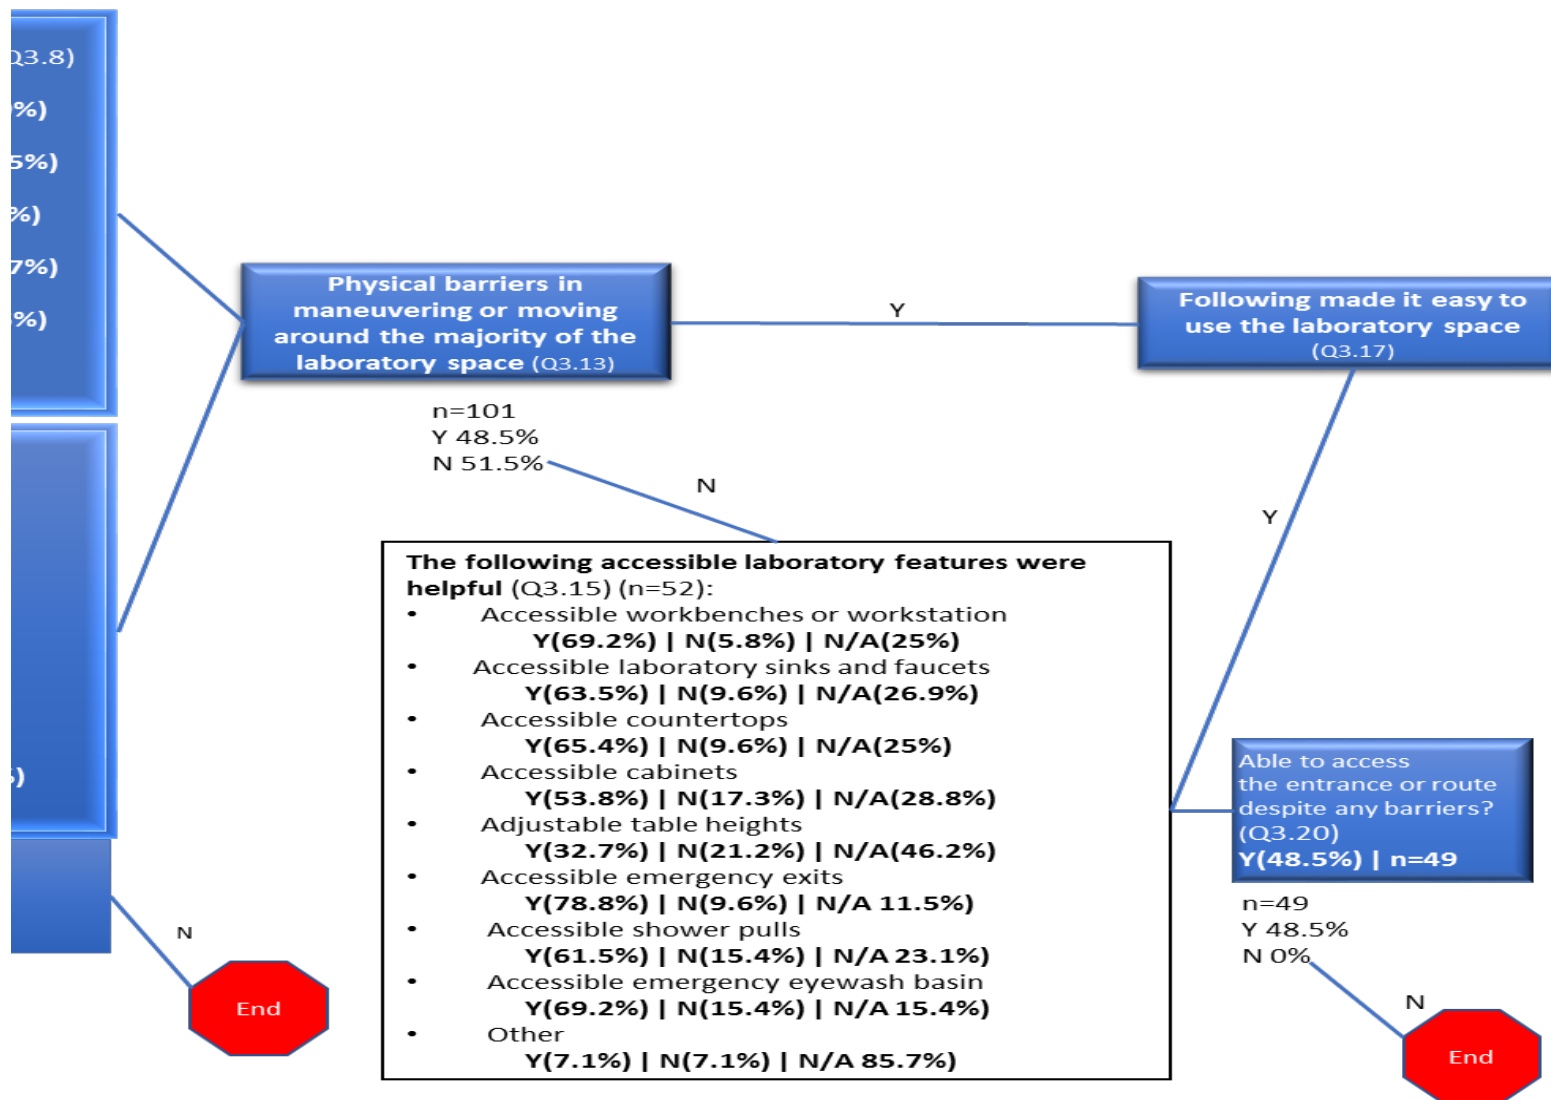 Q3.8)
%)
5%)
%)
7%)
%)
)
Physical barriers in
maneuvering or moving
around the majority of the
laboratory space (Q3.13)
n=101
Y 48.5%
N 51.5%
Y
N
Following made it easy to
use the laboratory space
(Q3.17)
Y
The following accessible laboratory features were
helpful (Q3.15) (n=52):
• Accessible workbenches or workstation
Y(69.2%) | N(5.8%) | N/A(25%)
• Accessible laboratory sinks and faucets
Y(63.5%) | N(9.6%) | N/A(26.9%)
• Accessible countertops
Y(65.4%) | N(9.6%) | N/A(25%)
• Accessible cabinets
Y(53.8%) | N(17.3%) | N/A(28.8%)
• Adjustable table heights
Y(32.7%) | N(21.2%) | N/A(46.2%)
• Accessible emergency exits
Y(78.8%) | N(9.6%) | N/A 11.5%)
• Accessible shower pulls
Y(61.5%) | N(15.4%) | N/A 23.1%)
• Accessible emergency eyewash basin
Y(69.2%) | N(15.4%) | N/A 15.4%)
• Other
Y(7.1%) | N(7.1%) | N/A 85.7%)
Able to access
the entrance or route
despite any barriers?
(Q3.20)
Y(48.5%) | n=49
n=49
Y 48.5%
N 0%
N
End
N
End